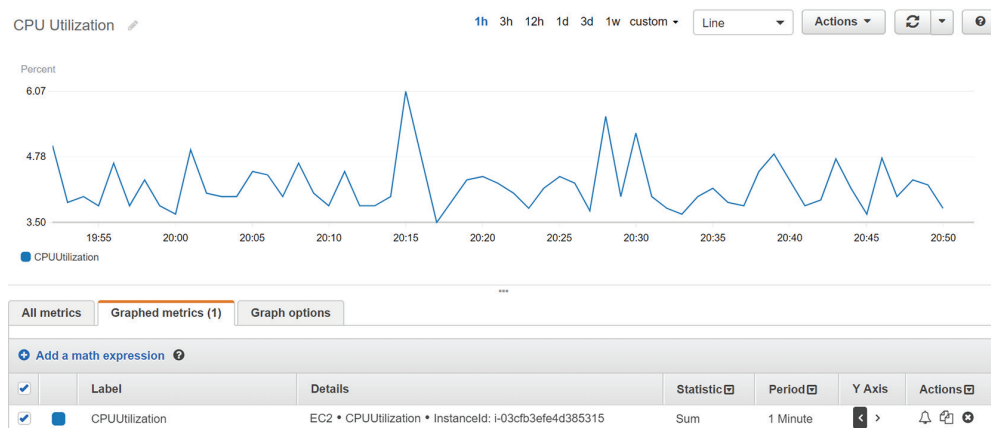 CPU Utilization 1h 3h 12h 1d 3d 1w custom Line Actions
Percent
6.07
4.78
3.50
19:55 20:00 20:05 20:10 20:15 20:20 20:25 20:30 20:35 20:40 20:45 20:50
CPUUtilization
All metrics Graphed metrics (1) Graph options
Add a math expression
Label Details Statistic Period Y Axis Actions
CPUUtilization EC2 • CPUUtilization • InstanceId: i-03cfb3efe4d385315 Sum 1 Minute